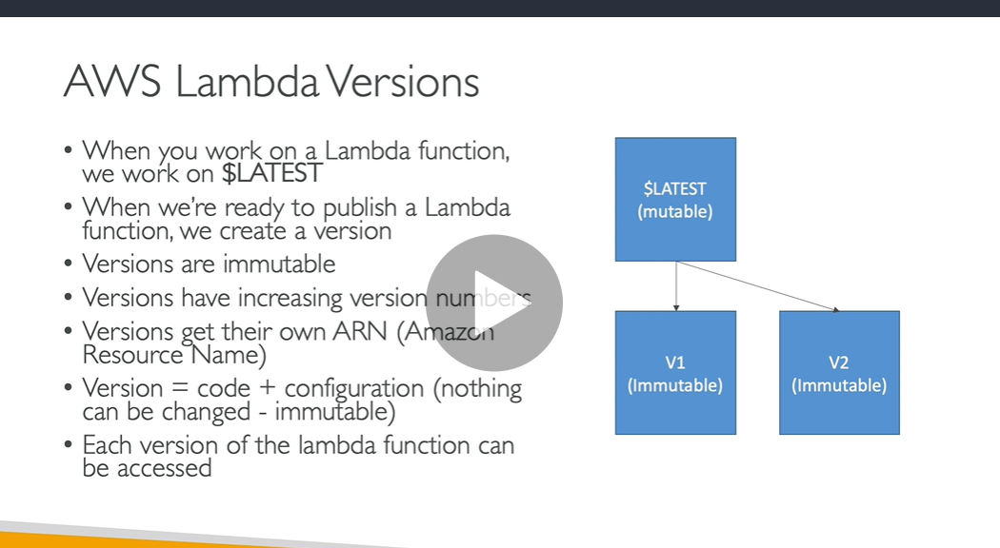 AWS Lambda Versions
• When you work on a Lambda function,
we work on $LATEST
• When we're ready to publish a Lambda
function, we create a version
• Versions are immutable
• Versions have increasing version numbers
• Versions get their own ARN (Amazon
Resource Name)
• Version = code + configuration (nothing
can be changed - immutable)
• Each version of the lambda function can
be accessed
$LATEST
(mutable)
V1
(Immutable)
V2
(Immutable)